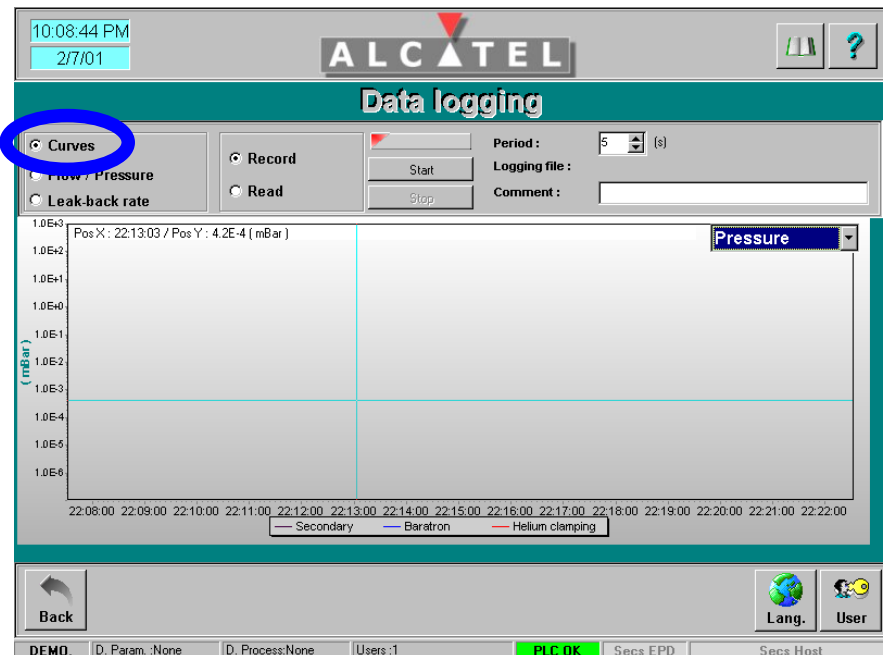 10:08:44 PM
2/7/01
ALCATEL
?
Data logging
Curves
Flow / Pressure
Leak-back rate
Record
Read
Start
Stop
Period :
5
(s)
Logging file :
Comment :
Pos X : 22:13:03 / Pos Y : 4.2E-4 ( mBar )
Pressure
1.0E+3
1.0E+2
1.0E+1
1.0E+0
1.0E-1
1.0E-2
1.0E-3
1.0E-4
1.0E-5
1.0E-6
( mBar )
22:08:00 22:09:00 22:10:00 22:11:00 22:12:00 22:13:00 22:14:00 22:15:00 22:16:00 22:17:00 22:18:00 22:19:00 22:20:00 22:21:00 22:22:00
Secondary Baratron Helium clamping
Back
Lang.
User
DEMO. D. Param. :None D. Process:None Users :1 PLC OK Secs EPD Secs Host